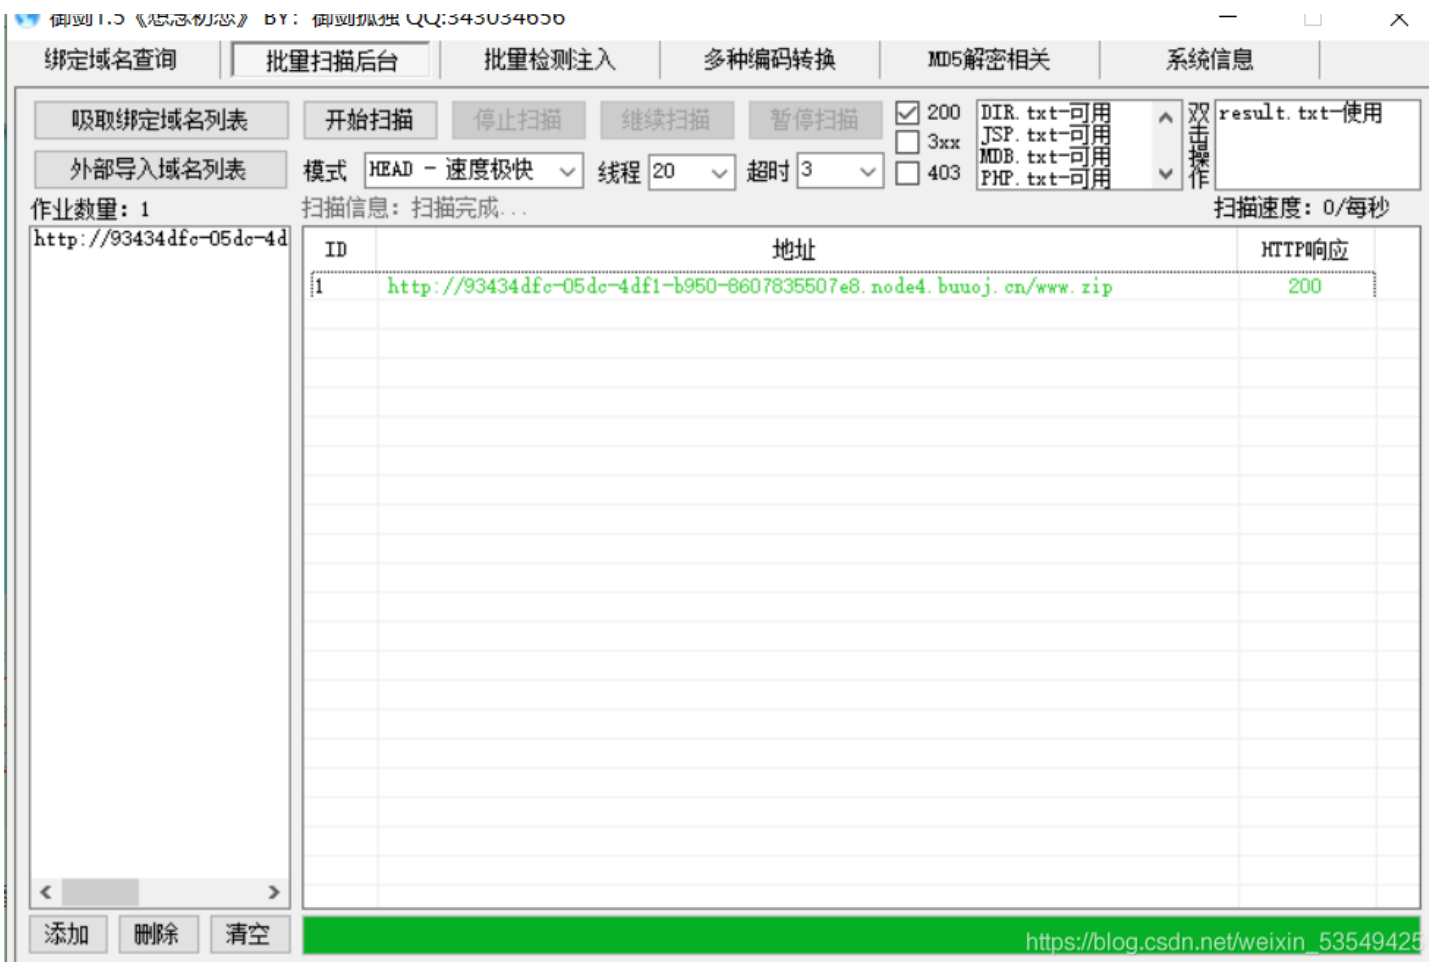 御剑1.5《想念初恋》 BY：御剑孤独 QQ:343034656
绑定域名查询 批量扫描后台 批量检测注入 多种编码转换 MD5解密相关 系统信息
吸取绑定域名列表 开始扫描 停止扫描 继续扫描 暂停扫描
外部导入域名列表 模式 HEAD - 速度极快 线程 20 超时 3
200
3xx
403
DIR.txt-可用
JSP.txt-可用
MDB.txt-可用
PHP.txt-可用
双击操作
result.txt-使用
作业数量：1 扫描信息：扫描完成... 扫描速度：0/每秒
http://93434dfc-05dc-4d
ID 地址 HTTP响应
1 http://93434dfc-05dc-4df1-b950-8607835507e8.node4.buuoj.cn/www.zip 200
添加 删除 清空
https://blog.csdn.net/weixin_53549425